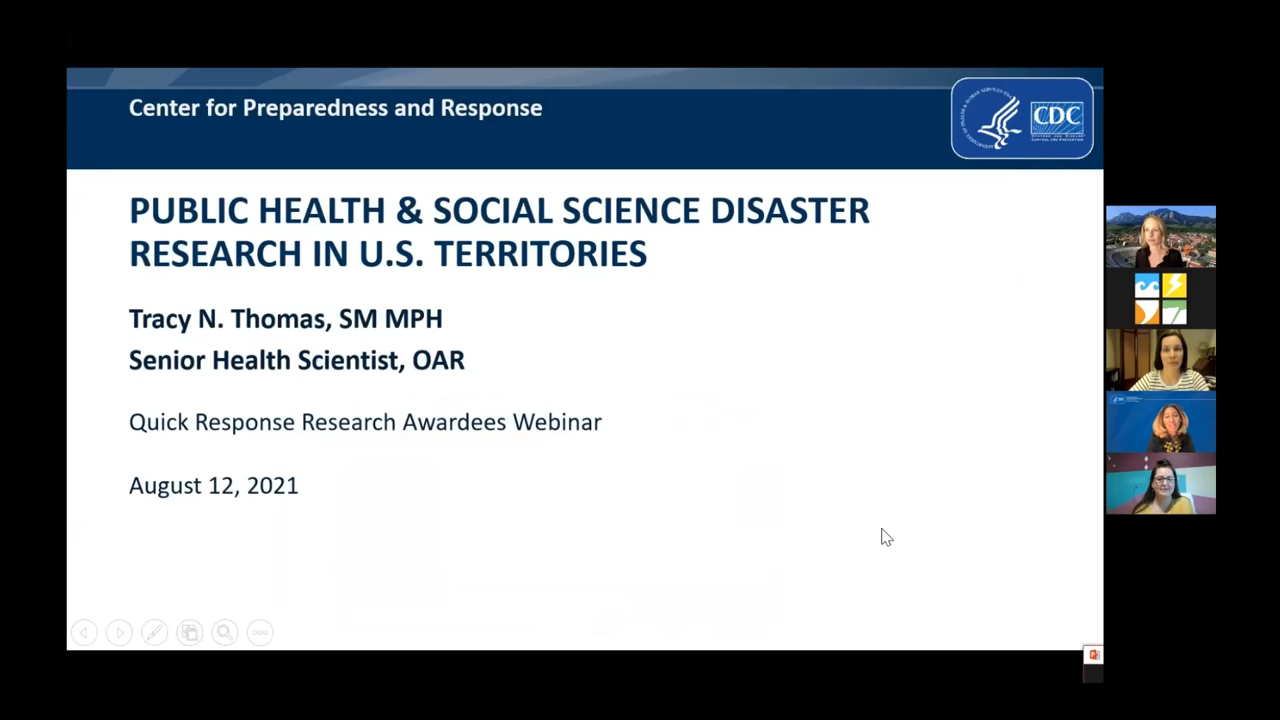 Center for Preparedness and Response
CDC
PUBLIC HEALTH & SOCIAL SCIENCE DISASTER
RESEARCH IN U.S. TERRITORIES
Tracy N. Thomas, SM MPH
Senior Health Scientist, OAR
Quick Response Research Awardees Webinar
August 12, 2021